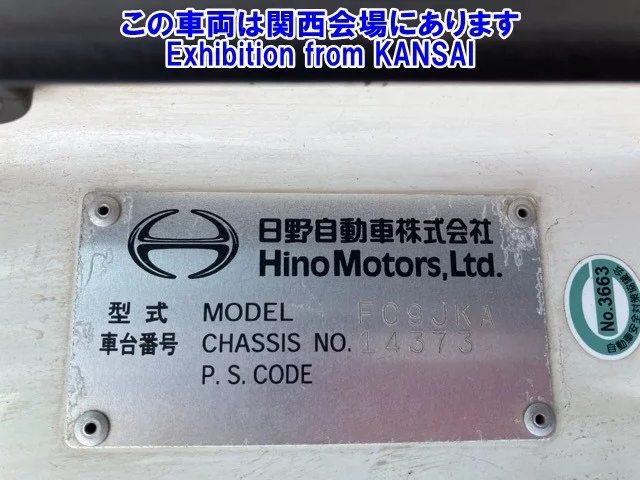 この車両は関西会場にあります
Exhibition from KANSAI
日野自動車株式会社
Hino Motors, Ltd.
型式 MODEL FC9JKA
車台番号 CHASSIS NO. 14373
P. S. CODE
No.3663